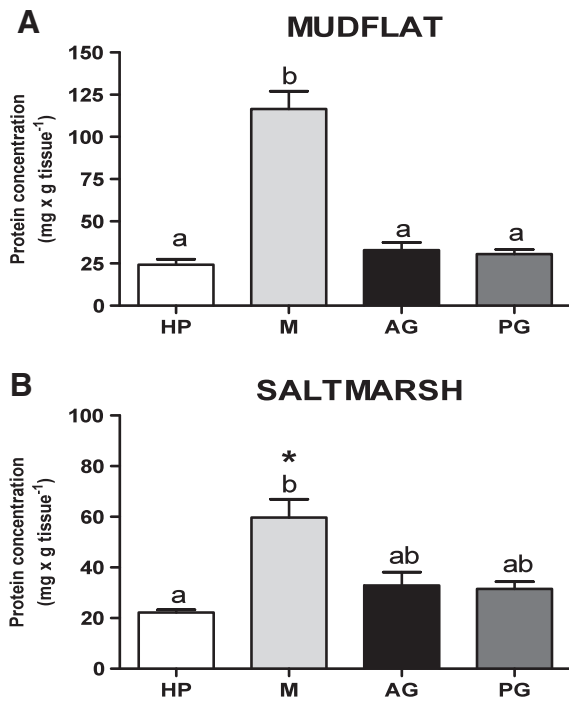 A
MUDFLAT
Protein concentration
(mg x g tissue⁻¹)
150
125
100
75
50
25
0
a
b
a
a
HP M AG PG
B
SALTMARSH
Protein concentration
(mg x g tissue⁻¹)
100
80
60
40
20
0
*
a
b
ab
ab
HP M AG PG